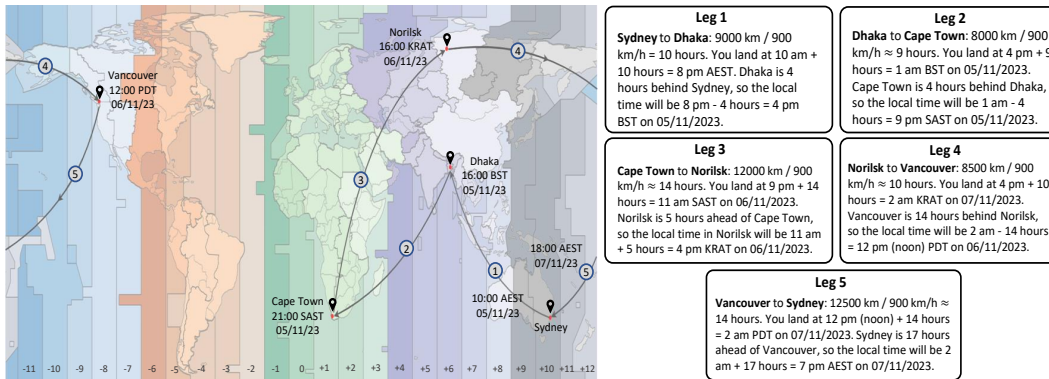 4
Vancouver
12:00 PDT
06/11/23
5
Norilsk
16:00 KRAT
06/11/23
4
3
Dhaka
16:00 BST
05/11/23
2
18:00 AEST
07/11/23
1
5
10:00 AEST
05/11/23
Sydney
Cape Town
21:00 SAST
05/11/23
-11 -10 -9 -8 -7 -6 -5 -4 -3 -2 -1 0 +1 +2 +3 +4 +5 +6 +7 +8 +9 +10 +11 +12
Leg 1
Sydney to Dhaka: 9000 km / 900
km/h = 10 hours. You land at 10 am +
10 hours = 8 pm AEST. Dhaka is 4
hours behind Sydney, so the local
time will be 8 pm - 4 hours = 4 pm
BST on 05/11/2023.
Leg 2
Dhaka to Cape Town: 8000 km / 900
km/h ≈ 9 hours. You land at 4 pm + 9
hours = 1 am BST on 05/11/2023.
Cape Town is 4 hours behind Dhaka,
so the local time will be 1 am - 4
hours = 9 pm SAST on 05/11/2023.
Leg 3
Cape Town to Norilsk: 12000 km / 900
km/h ≈ 14 hours. You land at 9 pm + 14
hours = 11 am SAST on 06/11/2023.
Norilsk is 5 hours ahead of Cape Town,
so the local time in Norilsk will be 11 am
+ 5 hours = 4 pm KRAT on 06/11/2023.
Leg 4
Norilsk to Vancouver: 8500 km / 900
km/h ≈ 10 hours. You land at 4 pm + 10
hours = 2 am KRAT on 07/11/2023.
Vancouver is 14 hours behind Norilsk,
so the local time will be 2 am - 14 hours
= 12 pm (noon) PDT on 06/11/2023.
Leg 5
Vancouver to Sydney: 12500 km / 900 km/h ≈
14 hours. You land at 12 pm (noon) + 14 hours
= 2 am PDT on 07/11/2023. Sydney is 17 hours
ahead of Vancouver, so the local time will be 2
am + 17 hours = 7 pm AEST on 07/11/2023.